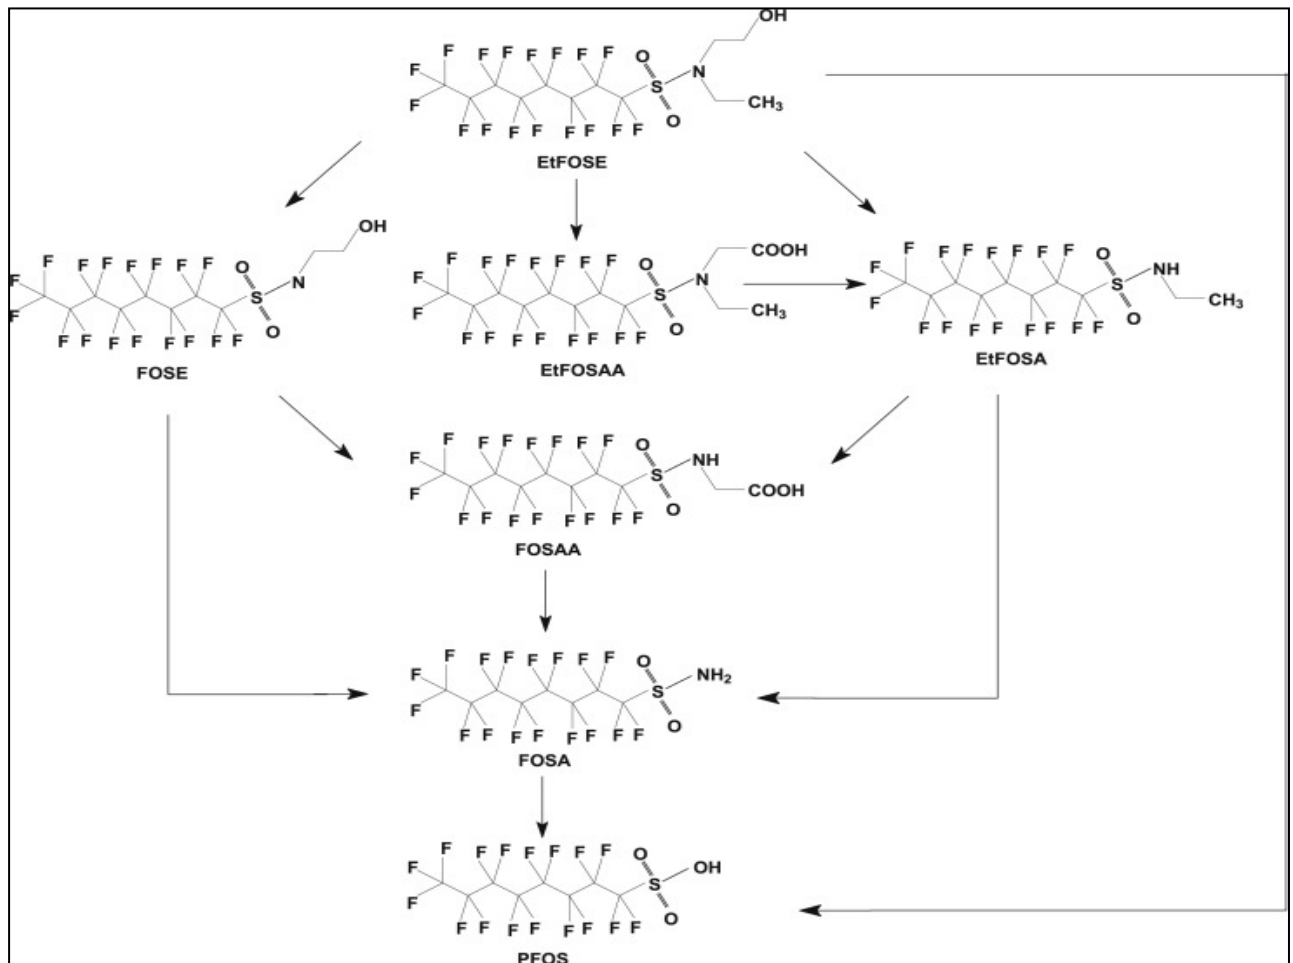 OH
F F F F F F F O
F N
S
F CH₃
F F F F F F F F O
EtFOSE
OH
F F F F F F F O
F N
S
F
F F F F F F F F O
FOSE
COOH
F F F F F F F O
F N
S
F CH₃
F F F F F F F F O
EtFOSAA
F F F F F F F O
F NH
S
F CH₃
F F F F F F F F O
EtFOSA
F F F F F F F O
F NH
S
F COOH
F F F F F F F F O
FOSAA
F F F F F F F O
F NH₂
S
F
F F F F F F F F O
FOSA
F F F F F F F O
F OH
S
F
F F F F F F F F O
PFOS